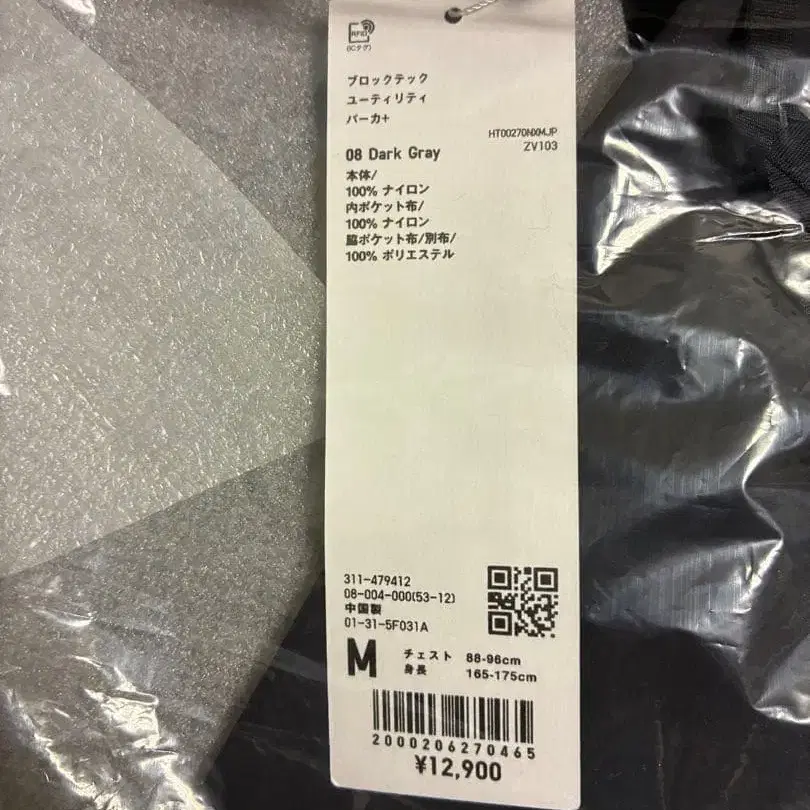 RFID
(ICタグ)
ブロックテック
ユーティリティ
パーカ+
HT00270NXMJP
08 Dark Gray
ZV103
本体/
100% ナイロン
内ポケット布/
100% ナイロン
脇ポケット布/別布/
100% ポリエステル
311-479412
08-004-000(53-12)
中国製
01-31-5F031A
M チェスト 88-96cm
身長 165-175cm
2000206270465
¥12,900